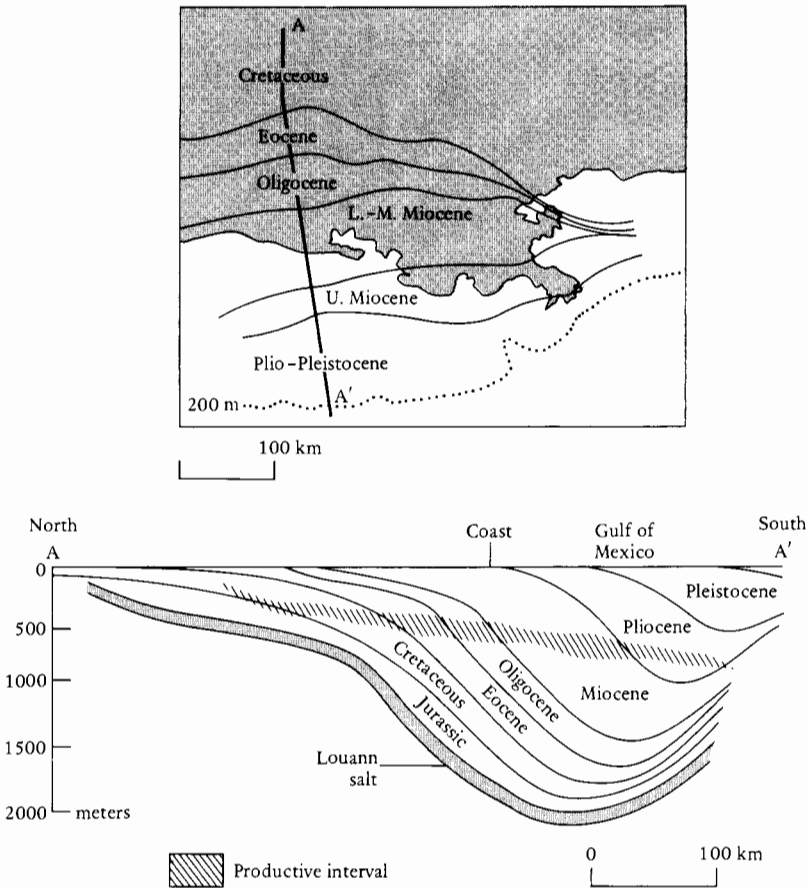 A
Cretaceous
Eocene
Oligocene
L.-M. Miocene
U. Miocene
Plio-Pleistocene
A′
200 m
100 km
North
A
Coast
Gulf of
Mexico
South
A′
0
500
1000
1500
2000
meters
Pleistocene
Pliocene
Miocene
Oligocene
Eocene
Cretaceous
Jurassic
Louann
salt
Productive interval
0
100 km